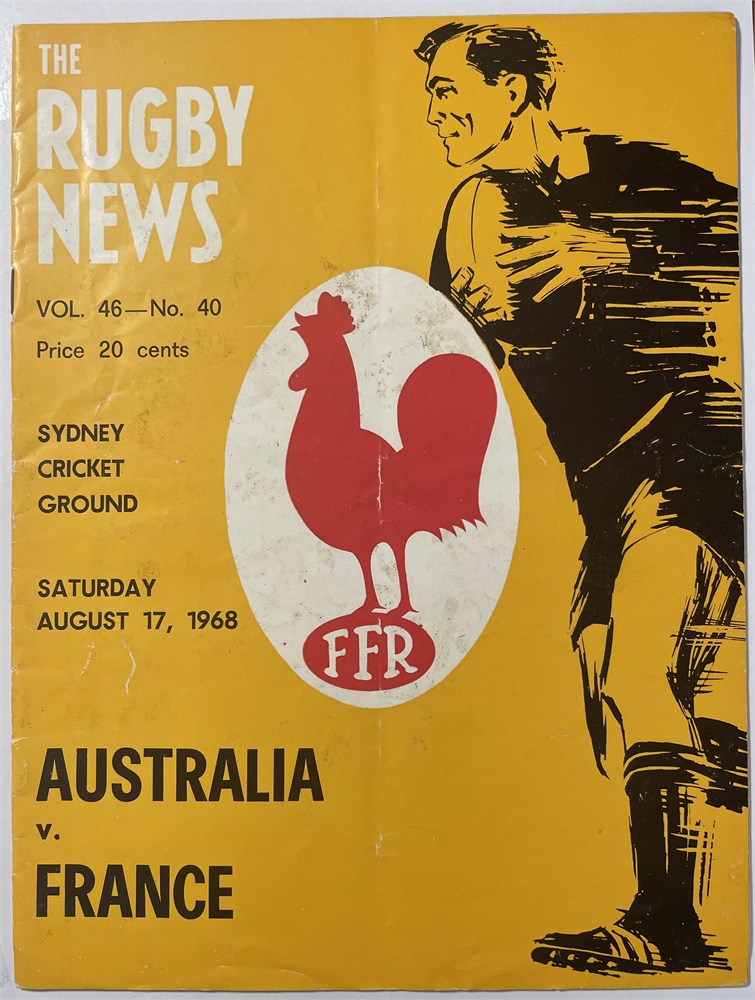 THE
RUGBY
NEWS
VOL. 46—No. 40
Price 20 cents
SYDNEY
CRICKET
GROUND
SATURDAY
AUGUST 17, 1968
FFR
AUSTRALIA
v.
FRANCE